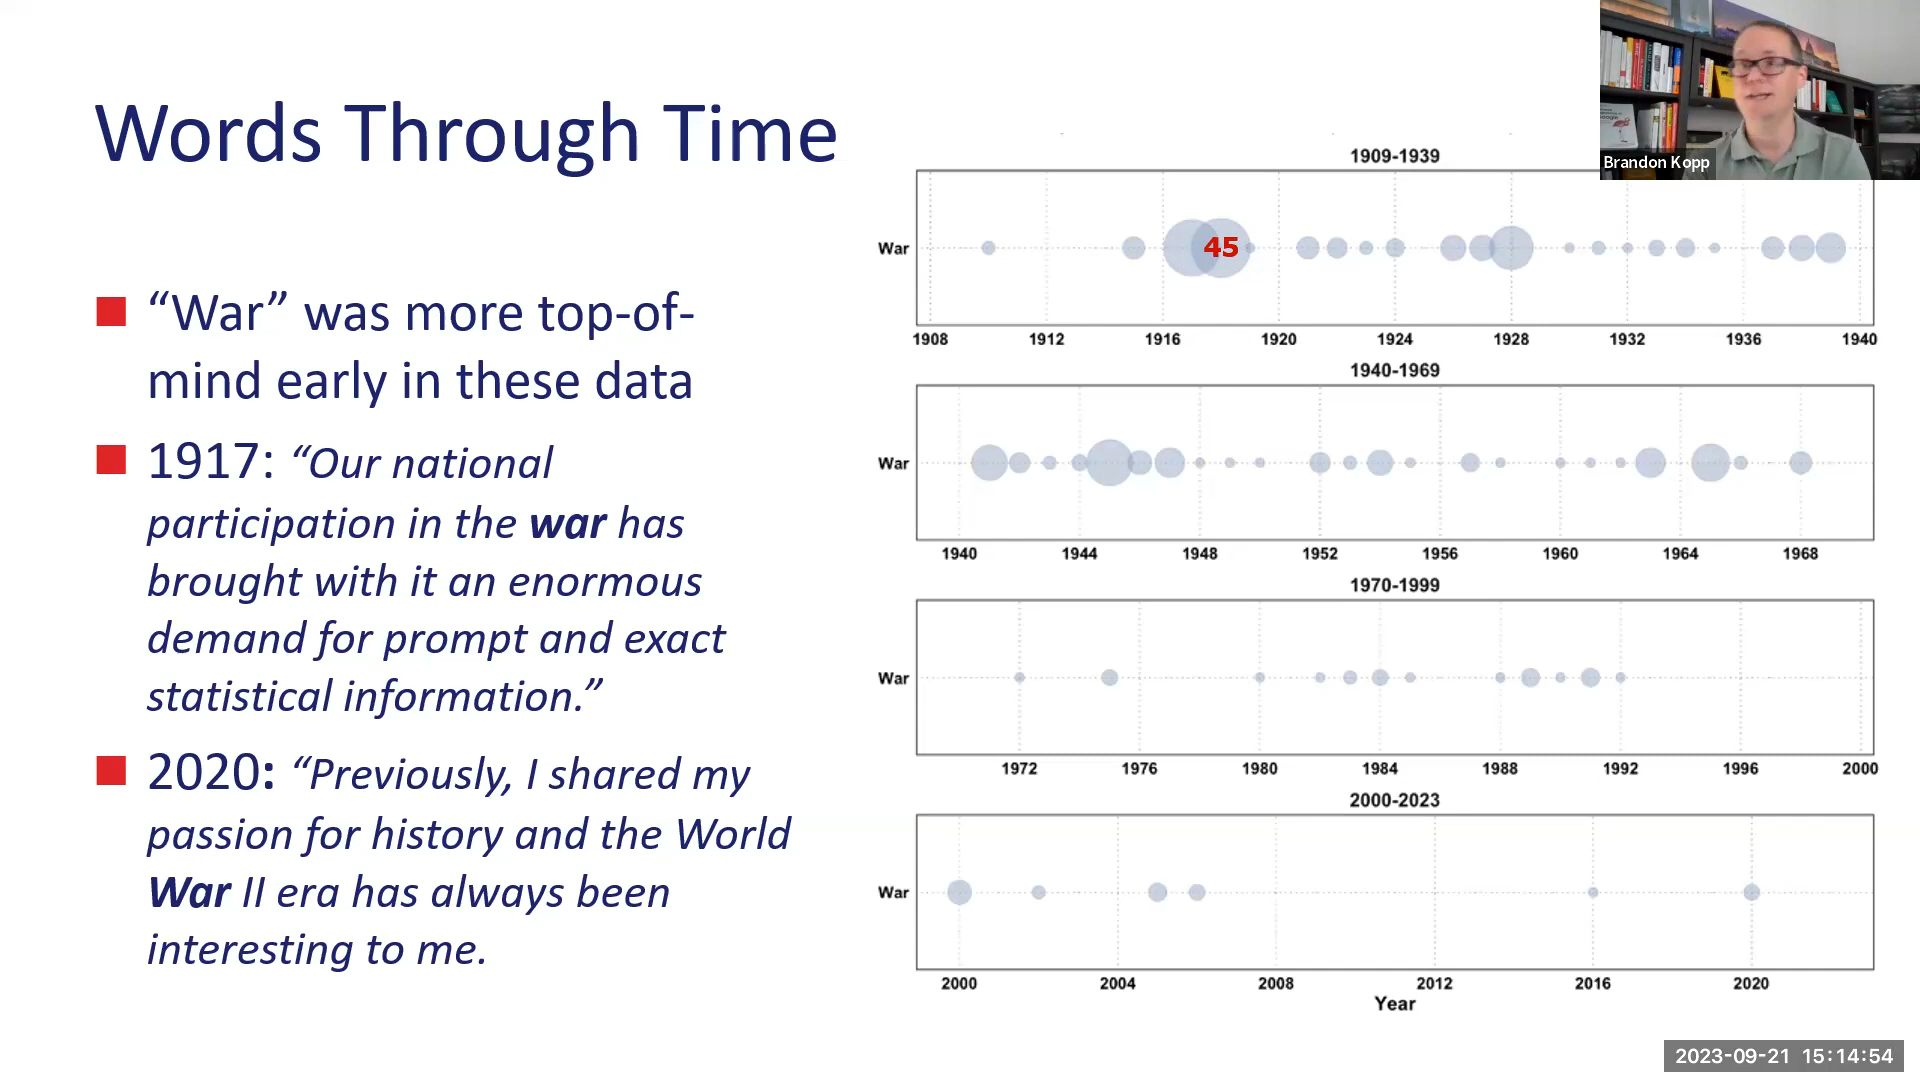 Words Through Time
“War” was more top-of-
mind early in these data
1917: “Our national
participation in the war has
brought with it an enormous
demand for prompt and exact
statistical information.”
2020: “Previously, I shared my
passion for history and the World
War II era has always been
interesting to me.
1909-1939
War
45
1908 1912 1916 1920 1924 1928 1932 1936 1940
1940-1969
War
1940 1944 1948 1952 1956 1960 1964 1968
1970-1999
War
1972 1976 1980 1984 1988 1992 1996 2000
2000-2023
War
2000 2004 2008 2012 2016 2020
Year
Brandon Kopp
2023-09-21 15:14:54